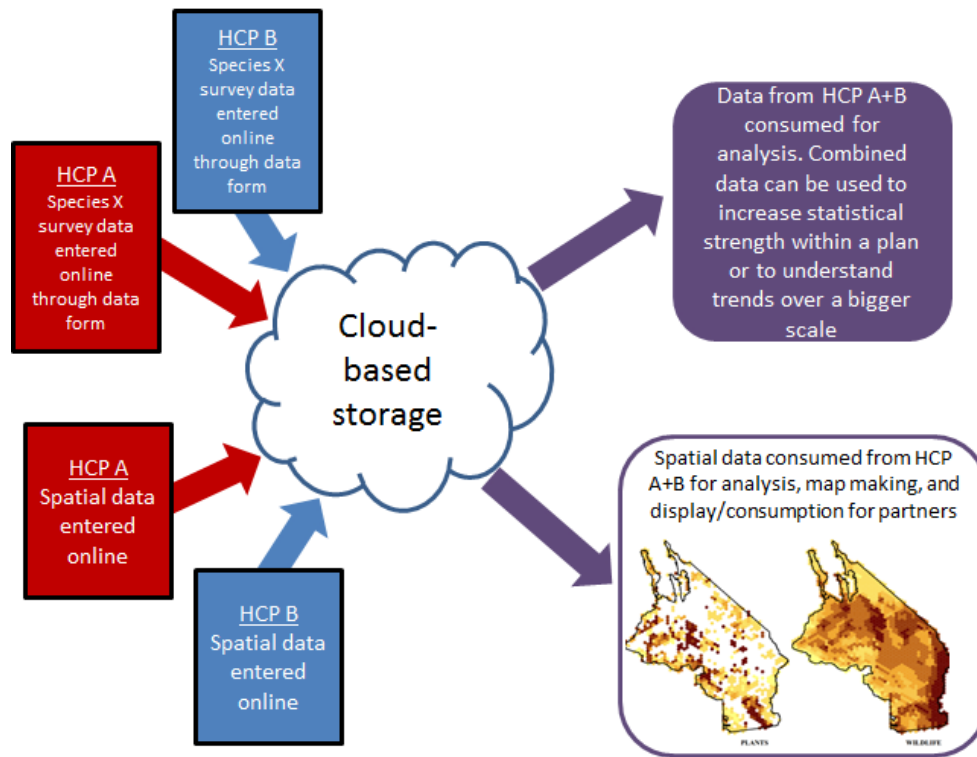 HCP B
Species X
survey data
entered
online
through data
form
HCP A
Species X
survey data
entered
online
through data
form
HCP A
Spatial data
entered
online
HCP B
Spatial data
entered
online
Cloud-
based
storage
Data from HCP A+B
consumed for
analysis. Combined
data can be used to
increase statistical
strength within a plan
or to understand
trends over a bigger
scale
Spatial data consumed from HCP
A+B for analysis, map making, and
display/consumption for partners
PLANTS
WILDLIFE